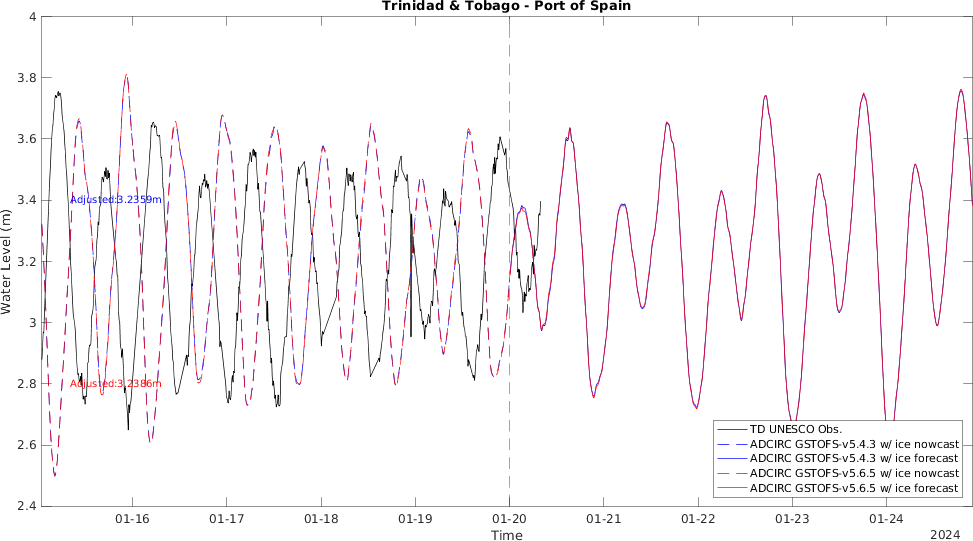 Trinidad & Tobago - Port of Spain
4
3.8
3.6
3.4
3.2
3
2.8
2.6
2.4
Water Level (m)
Adjusted:3.2359m
Adjusted:3.2386m
TD UNESCO Obs.
ADCIRC GSTOFS-v5.4.3 w/ ice nowcast
ADCIRC GSTOFS-v5.4.3 w/ ice forecast
ADCIRC GSTOFS-v5.6.5 w/ ice nowcast
ADCIRC GSTOFS-v5.6.5 w/ ice forecast
01-16 01-17 01-18 01-19 01-20 01-21 01-22 01-23 01-24
Time
2024